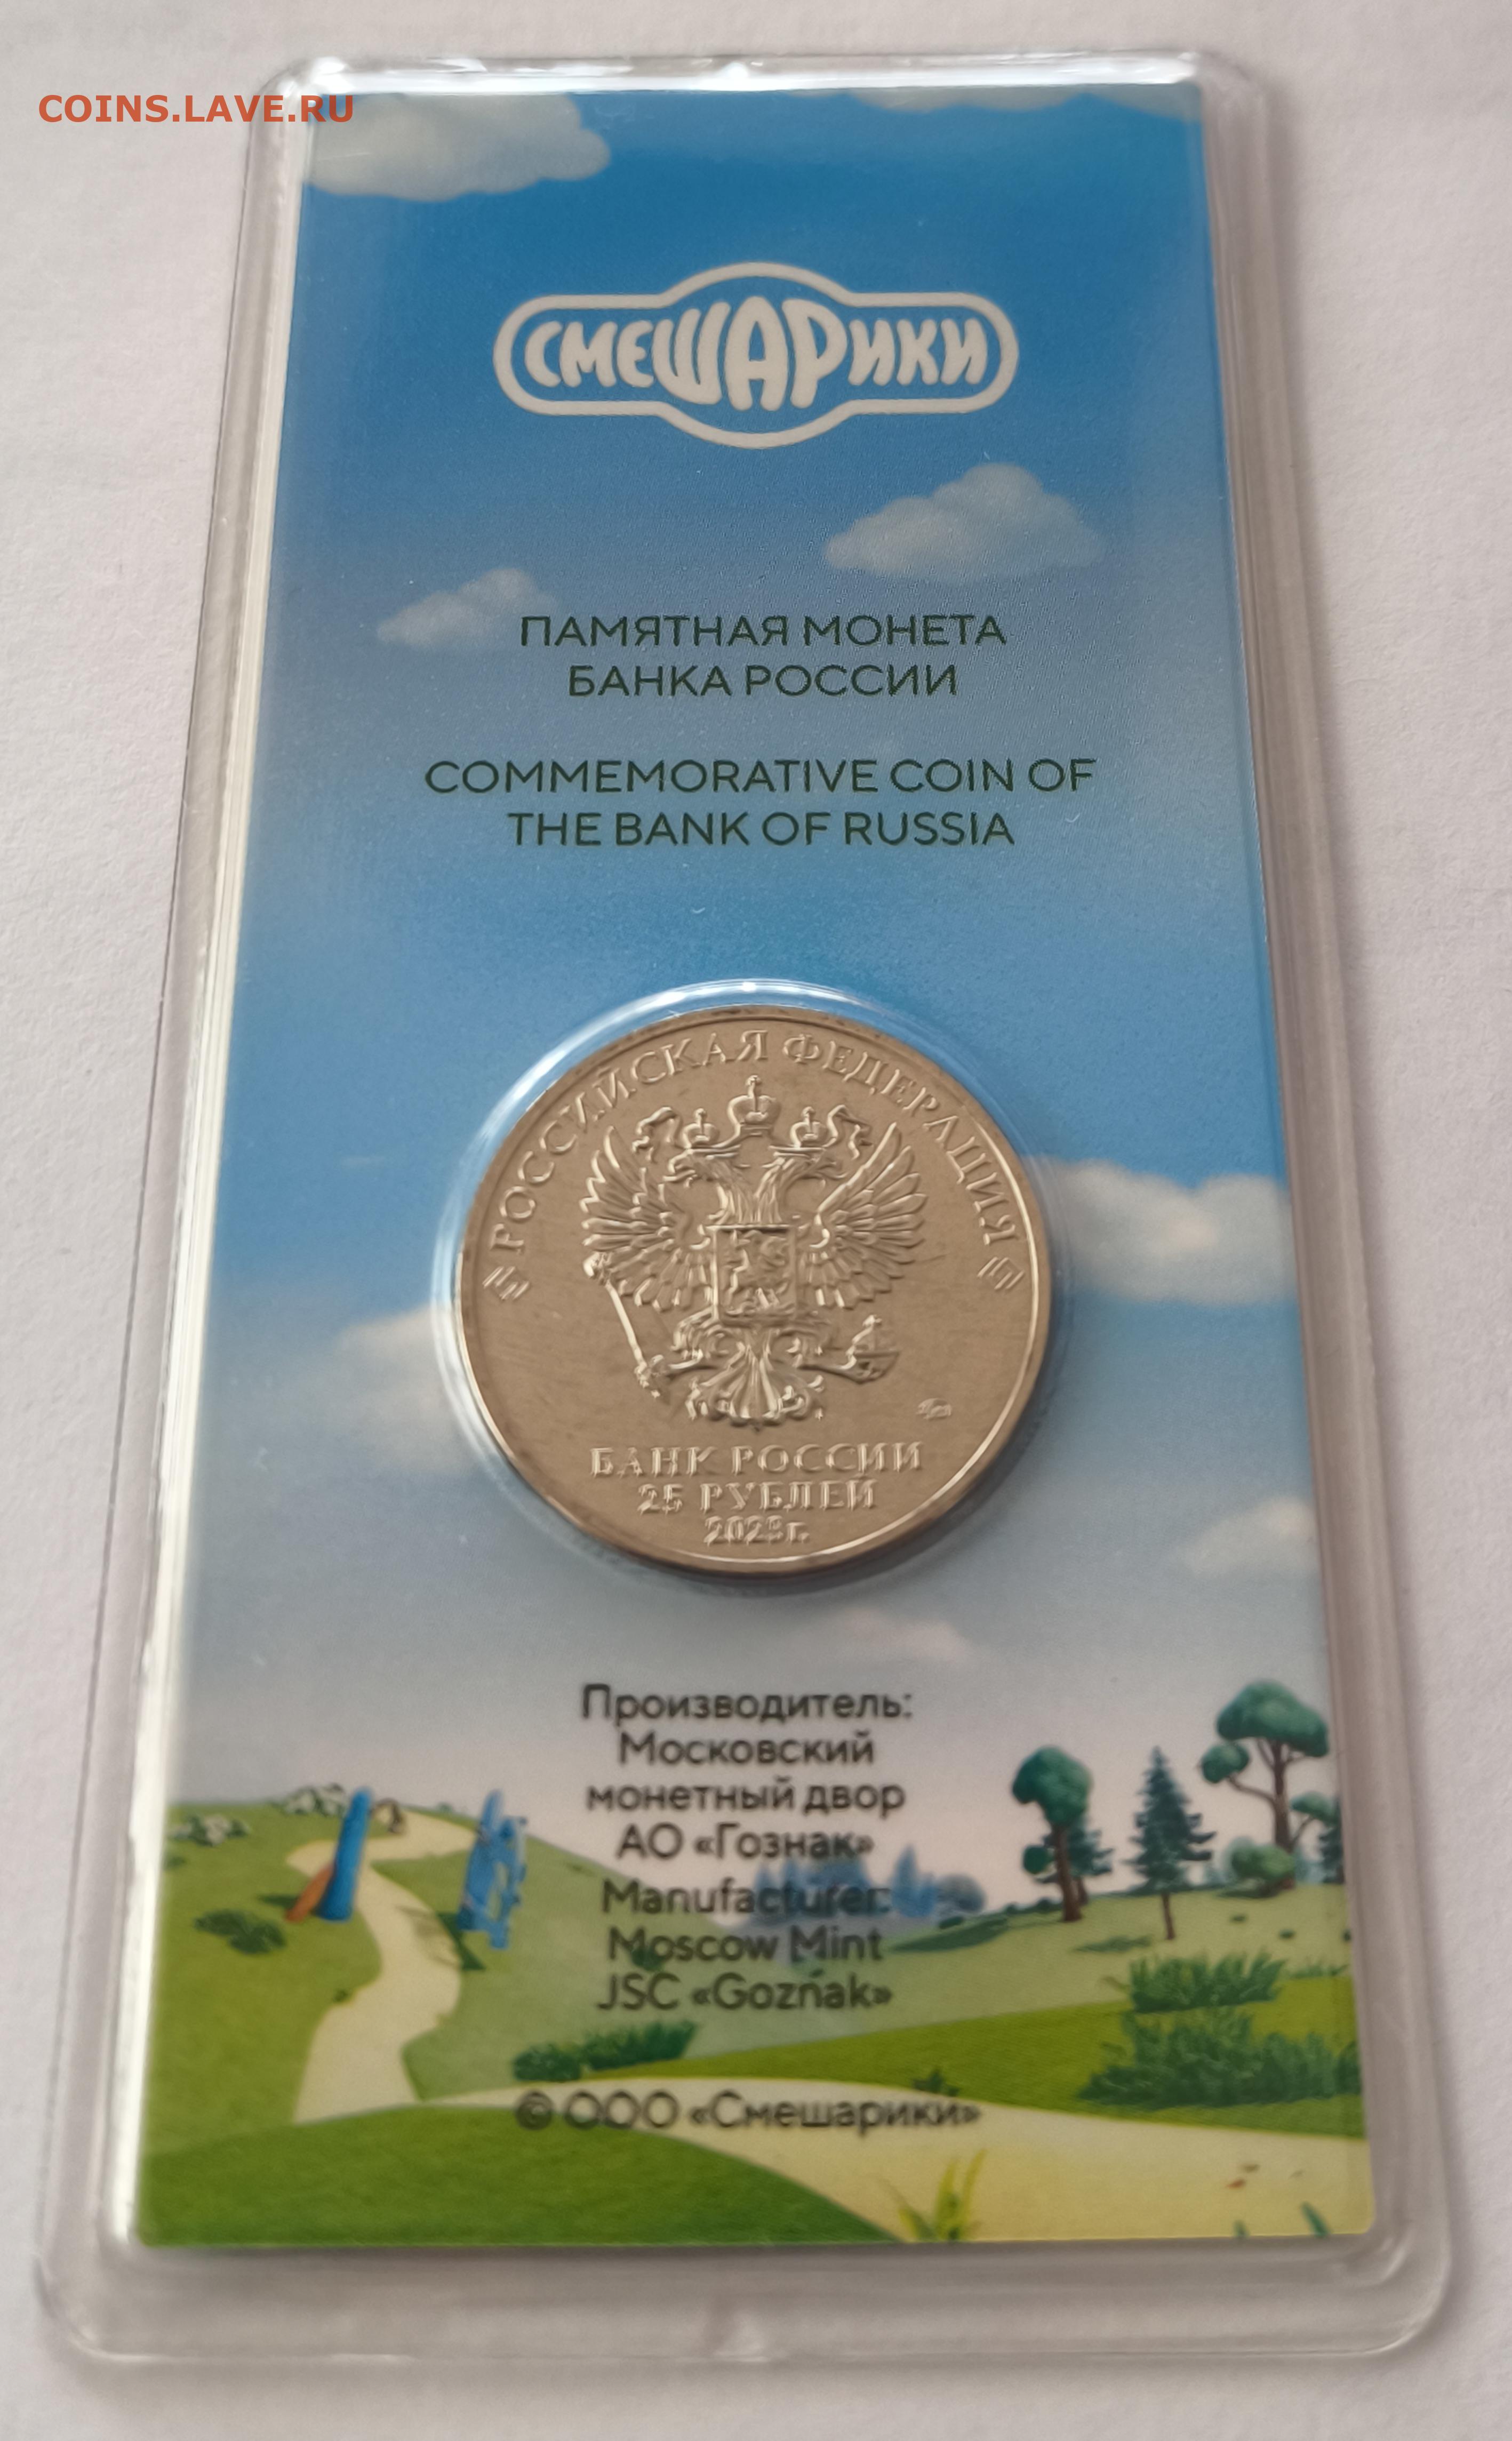 COINS.LAVE.RU
СМЕШАРИКИ
ПАМЯТНАЯ МОНЕТА
БАНКА РОССИИ
COMMEMORATIVE COIN OF
THE BANK OF RUSSIA
РОССИЙСКАЯ ФЕДЕРАЦИЯ
БАНК РОССИИ
25 РУБЛЕЙ
2023г.
Производитель:
Московский
монетный двор
АО «Гознак»
Manufacturer:
Moscow Mint
JSC «Goznak»
© ООО «Смешарики»